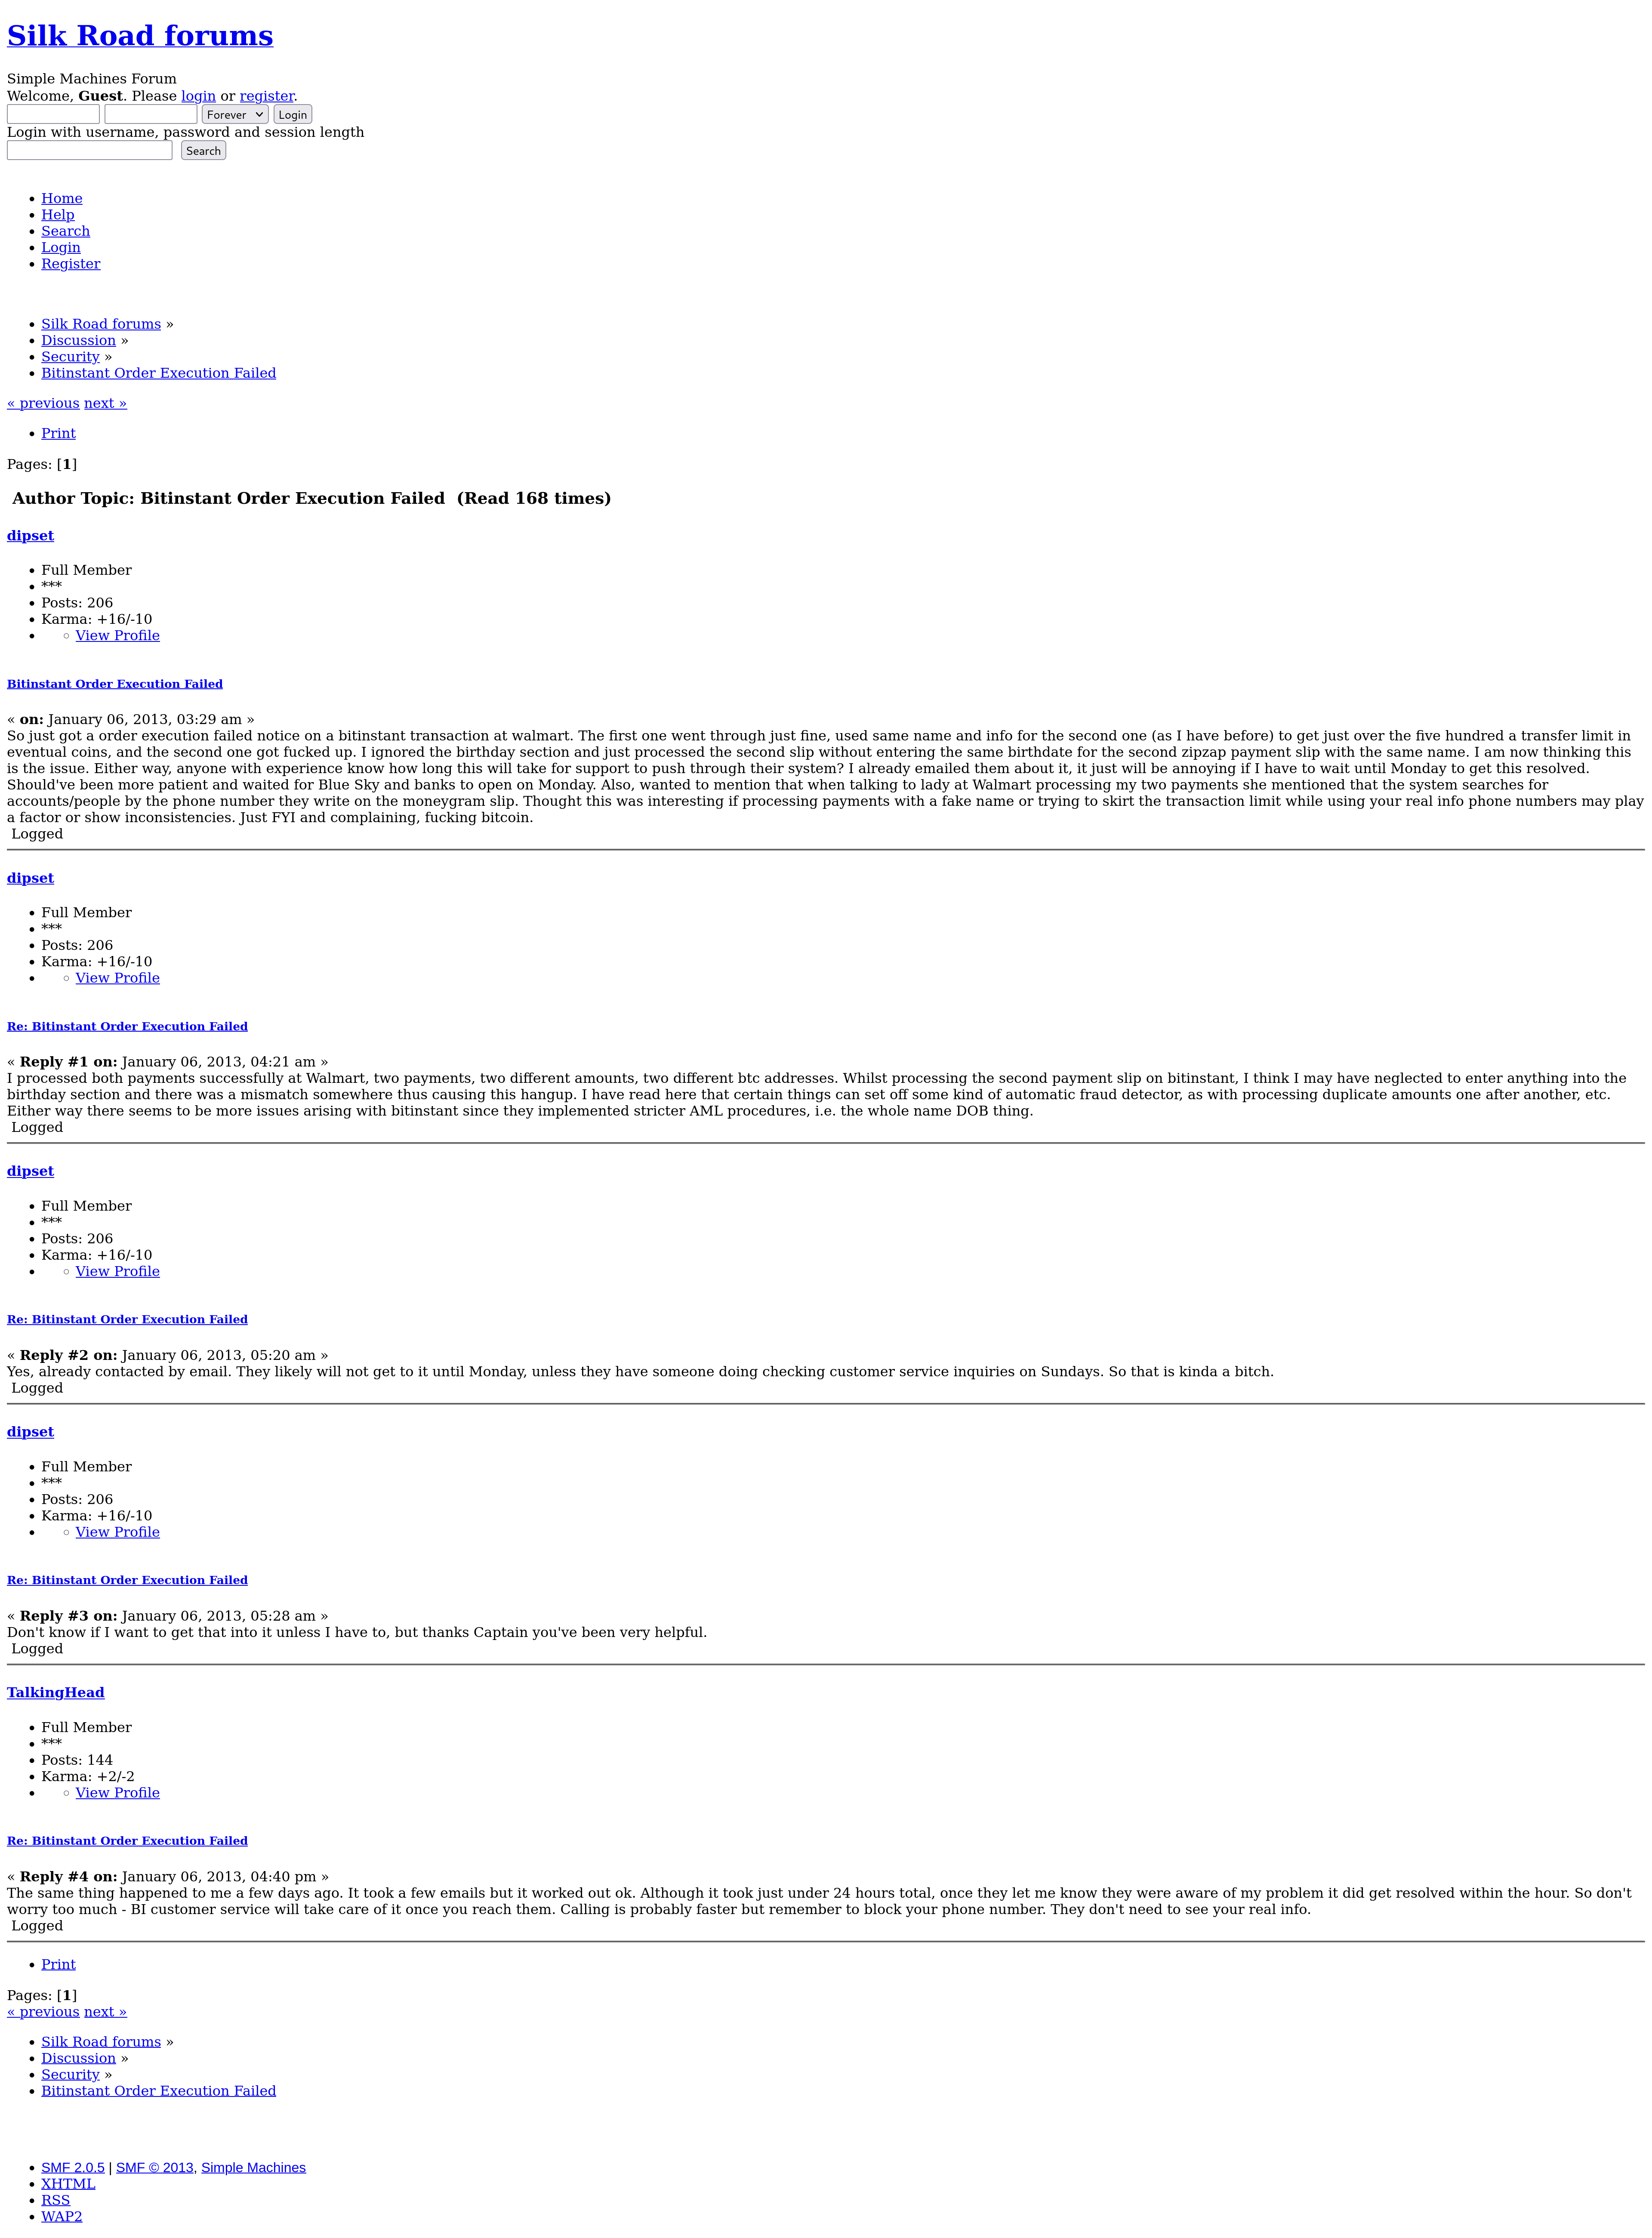 Silk Road forums
Simple Machines Forum
Welcome, Guest. Please login or register.
Forever Login
Login with username, password and session length
Search
Home
Help
Search
Login
Register
Silk Road forums »
Discussion »
Security »
Bitinstant Order Execution Failed
« previous next »
Print
Pages: [1]
Author Topic: Bitinstant Order Execution Failed  (Read 168 times)
dipset
Full Member
***
Posts: 206
Karma: +16/-10
View Profile
Bitinstant Order Execution Failed
« on: January 06, 2013, 03:29 am »
So just got a order execution failed notice on a bitinstant transaction at walmart. The first one went through just fine, used same name and info for the second one (as I have before) to get just over the five hundred a transfer limit in
eventual coins, and the second one got fucked up. I ignored the birthday section and just processed the second slip without entering the same birthdate for the second zipzap payment slip with the same name. I am now thinking this
is the issue. Either way, anyone with experience know how long this will take for support to push through their system? I already emailed them about it, it just will be annoying if I have to wait until Monday to get this resolved.
Should've been more patient and waited for Blue Sky and banks to open on Monday. Also, wanted to mention that when talking to lady at Walmart processing my two payments she mentioned that the system searches for
accounts/people by the phone number they write on the moneygram slip. Thought this was interesting if processing payments with a fake name or trying to skirt the transaction limit while using your real info phone numbers may play
a factor or show inconsistencies. Just FYI and complaining, fucking bitcoin.
Logged
dipset
Full Member
***
Posts: 206
Karma: +16/-10
View Profile
Re: Bitinstant Order Execution Failed
« Reply #1 on: January 06, 2013, 04:21 am »
I processed both payments successfully at Walmart, two payments, two different amounts, two different btc addresses. Whilst processing the second payment slip on bitinstant, I think I may have neglected to enter anything into the
birthday section and there was a mismatch somewhere thus causing this hangup. I have read here that certain things can set off some kind of automatic fraud detector, as with processing duplicate amounts one after another, etc.
Either way there seems to be more issues arising with bitinstant since they implemented stricter AML procedures, i.e. the whole name DOB thing.
Logged
dipset
Full Member
***
Posts: 206
Karma: +16/-10
View Profile
Re: Bitinstant Order Execution Failed
« Reply #2 on: January 06, 2013, 05:20 am »
Yes, already contacted by email. They likely will not get to it until Monday, unless they have someone doing checking customer service inquiries on Sundays. So that is kinda a bitch.
Logged
dipset
Full Member
***
Posts: 206
Karma: +16/-10
View Profile
Re: Bitinstant Order Execution Failed
« Reply #3 on: January 06, 2013, 05:28 am »
Don't know if I want to get that into it unless I have to, but thanks Captain you've been very helpful.
Logged
TalkingHead
Full Member
***
Posts: 144
Karma: +2/-2
View Profile
Re: Bitinstant Order Execution Failed
« Reply #4 on: January 06, 2013, 04:40 pm »
The same thing happened to me a few days ago. It took a few emails but it worked out ok. Although it took just under 24 hours total, once they let me know they were aware of my problem it did get resolved within the hour. So don't
worry too much - BI customer service will take care of it once you reach them. Calling is probably faster but remember to block your phone number. They don't need to see your real info.
Logged
Print
Pages: [1]
« previous next »
Silk Road forums »
Discussion »
Security »
Bitinstant Order Execution Failed
SMF 2.0.5 | SMF © 2013, Simple Machines
XHTML
RSS
WAP2